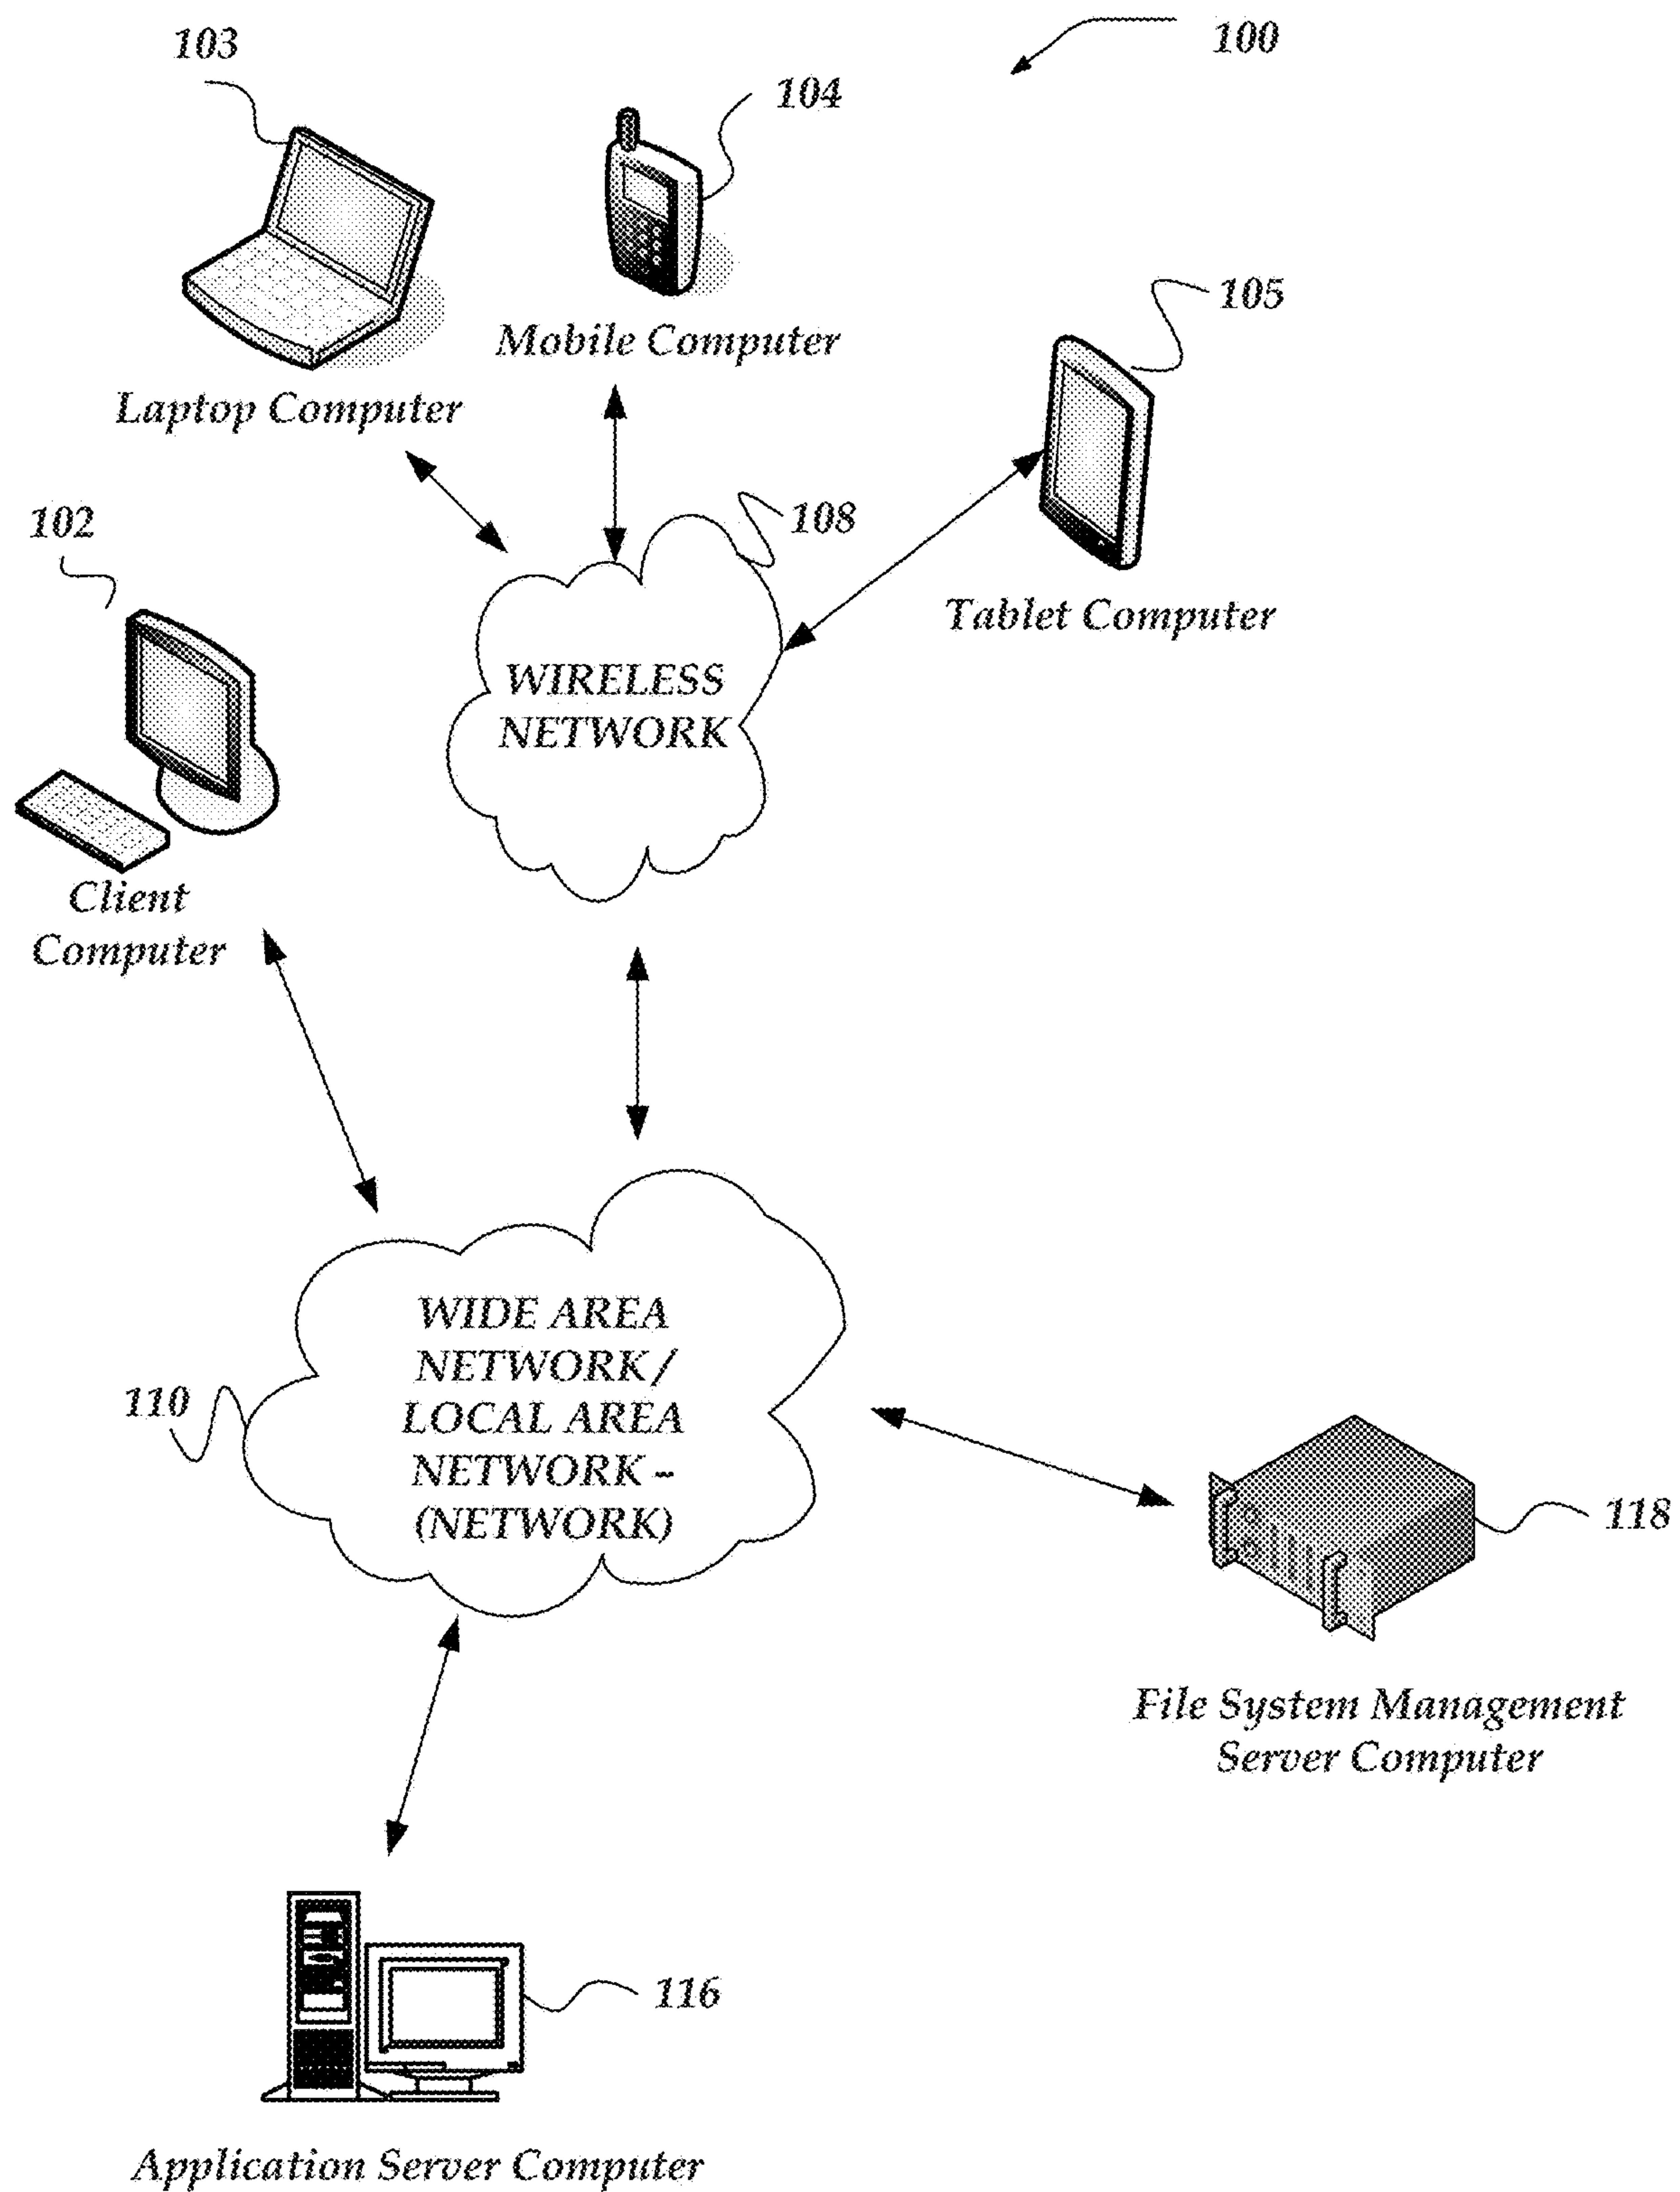 100
103
104
105
Mobile Computer
Laptop Computer
108
102
Tablet Computer
WIRELESS
NETWORK
Client
Computer
WIDE AREA
NETWORK /
LOCAL AREA
NETWORK –
(NETWORK)
110
118
File System Management
Server Computer
116
Application Server Computer